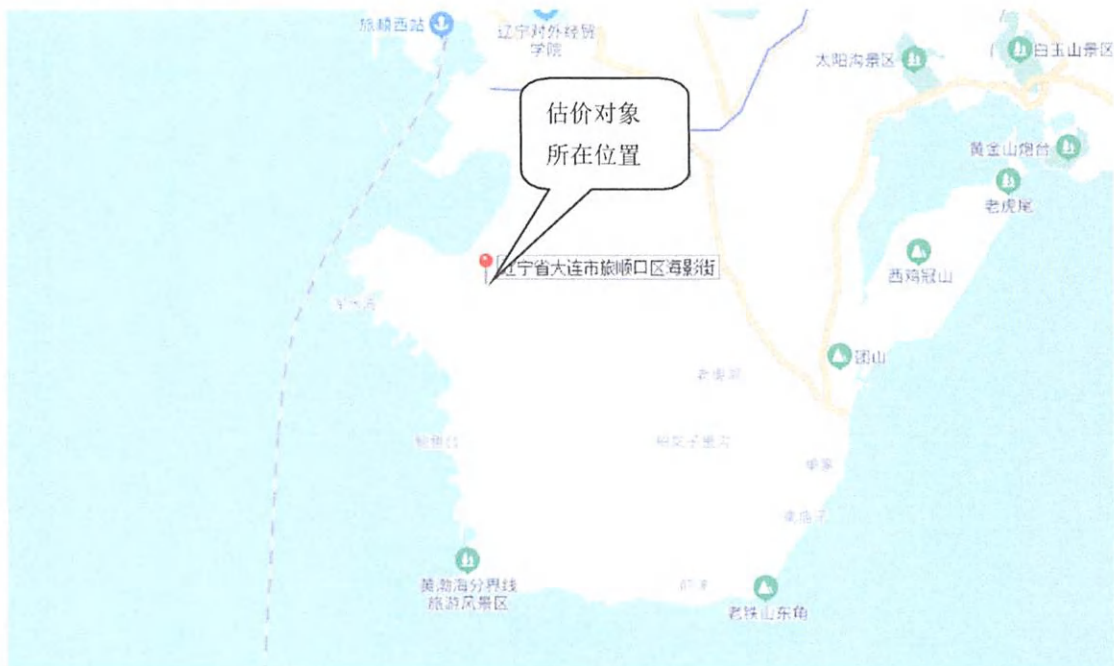 旅顺西站
辽宁对外经贸
学院
太阳沟景区
白玉山景区
估价对象
所在位置
黄金山炮台
老虎尾
西鸡冠山
辽宁省大连市旅顺口区海影街
团山
黄渤海分界线
旅游风景区
老铁山东角